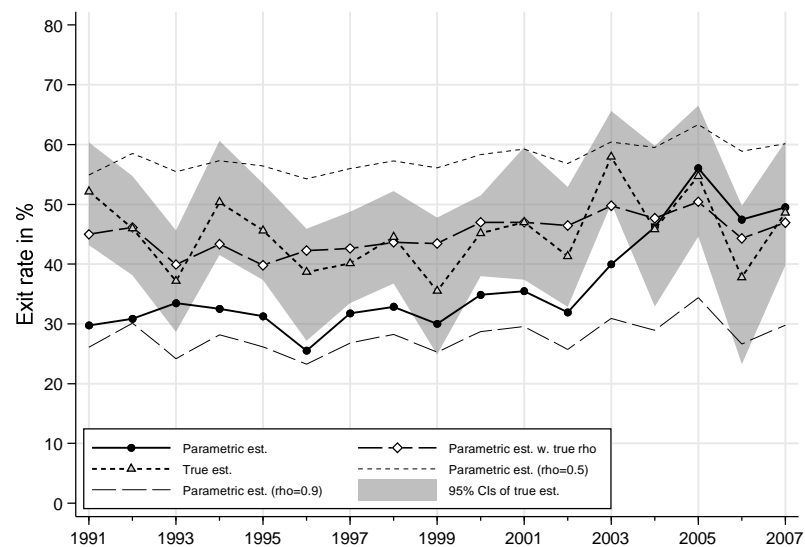 80
70
60
50
40
30
20
10
0
Exit rate in %
Parametric est.
Parametric est. w. true rho
True est.
Parametric est. (rho=0.5)
Parametric est. (rho=0.9)
95% CIs of true est.
1991 1993 1995 1997 1999 2001 2003 2005 2007